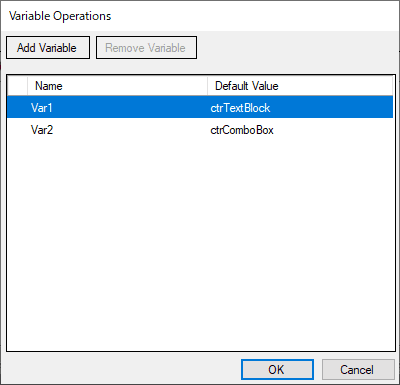 Variable Operations
Add Variable Remove Variable
Name Default Value
Var1 ctrTextBlock
Var2 ctrComboBox
OK Cancel